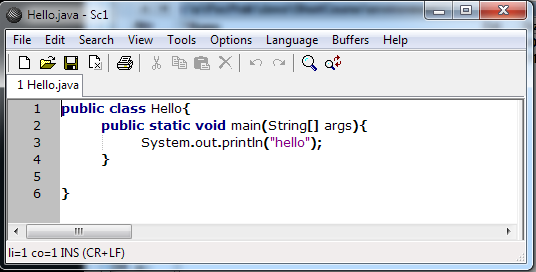 Hello.java - Sc1
File Edit Search View Tools Options Language Buffers Help
1 Hello.java
1 public class Hello{
2 public static void main(String[] args){
3 System.out.println("hello");
4 }
5
6 }
li=1 co=1 INS (CR+LF)